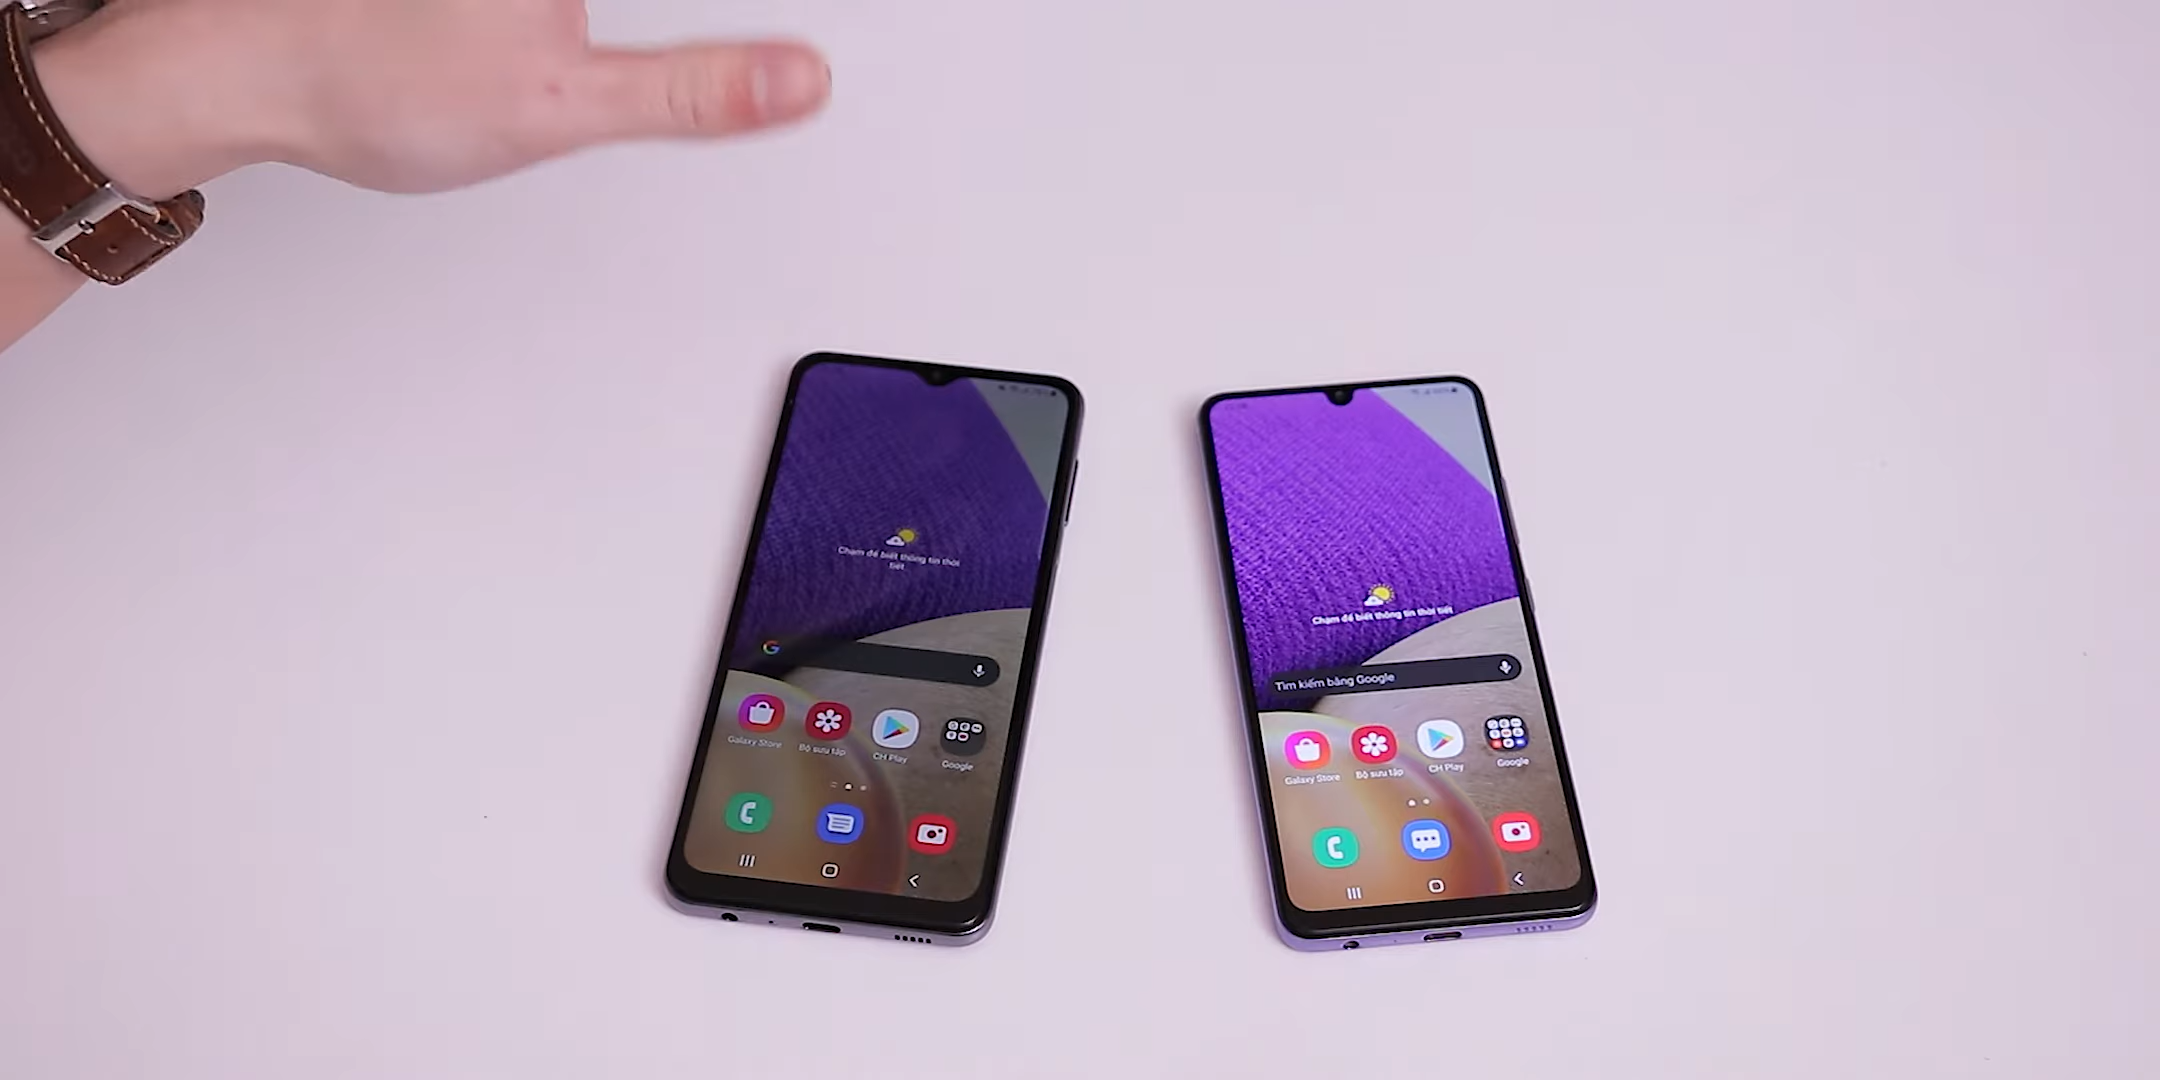 Chạm để biết thông tin thời
tiết
G
Galaxy Store
Bộ sưu tập
CH Play
Google
Chạm để biết thông tin thời tiết
Tìm kiếm bằng Google
Galaxy Store
Bộ sưu tập
CH Play
Google